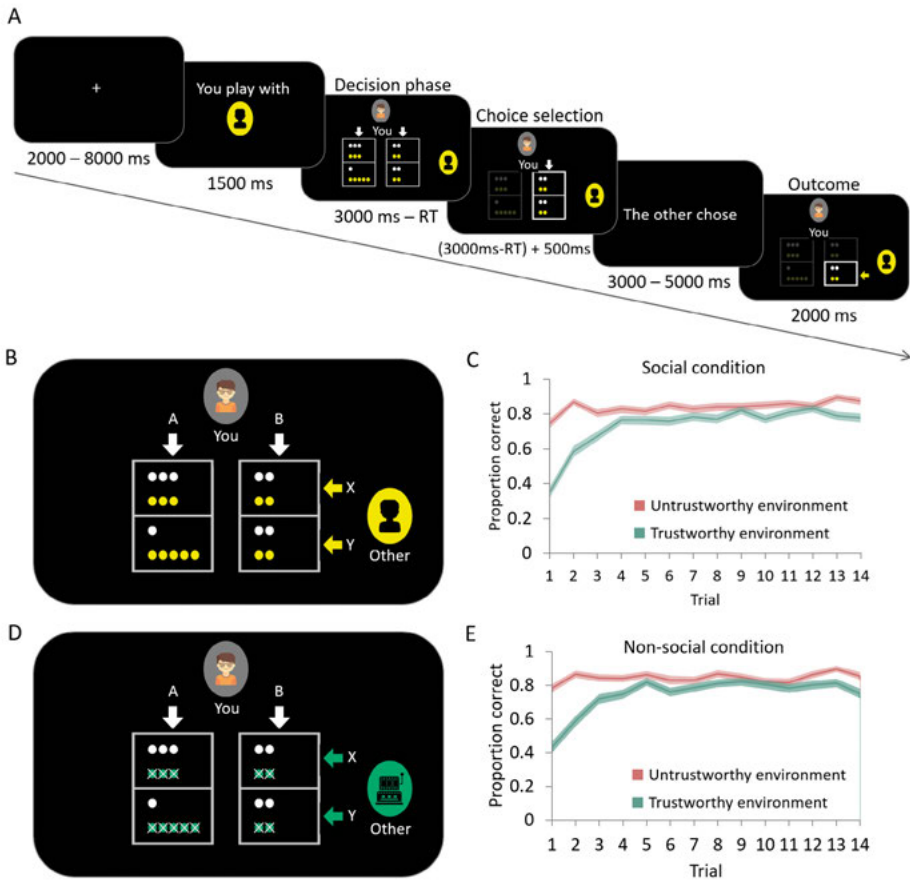 A
+
2000 – 8000 ms
You play with
1500 ms
Decision phase
You
3000 ms – RT
Choice selection
You
(3000ms-RT) + 500ms
The other chose
3000 – 5000 ms
Outcome
You
2000 ms
B
A
B
You
X
Y
Other
C
Social condition
Proportion correct
1
0.8
0.6
0.4
0.2
0
Untrustworthy environment
Trustworthy environment
1 2 3 4 5 6 7 8 9 10 11 12 13 14
Trial
D
A
B
You
X
Y
Other
E
Non-social condition
Proportion correct
1
0.8
0.6
0.4
0.2
0
Untrustworthy environment
Trustworthy environment
1 2 3 4 5 6 7 8 9 10 11 12 13 14
Trial